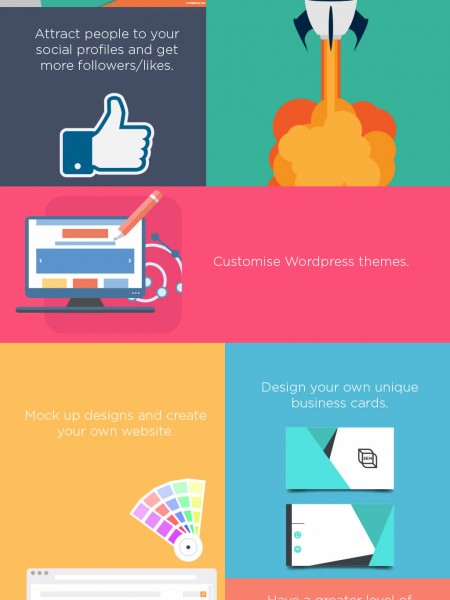 Attract people to your
social profiles and get
more followers/likes.
Customise Wordpress themes.
Design your own unique
business cards.
Mock up designs and create
your own website.
Have a greater level of